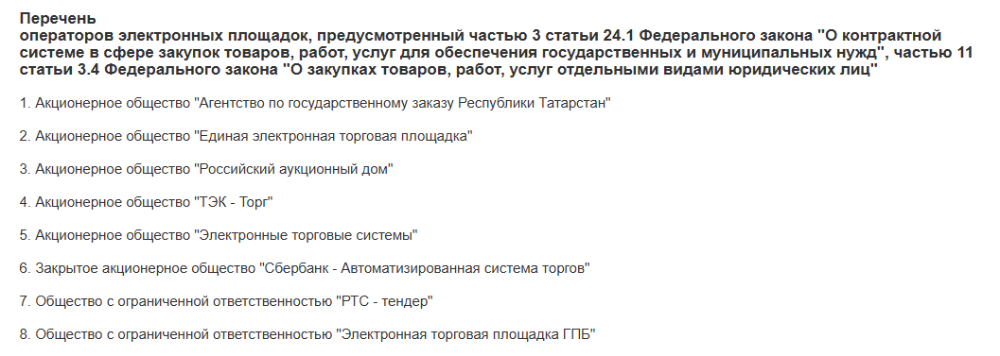 Перечень
операторов электронных площадок, предусмотренный частью 3 статьи 24.1 Федерального закона "О контрактной
системе в сфере закупок товаров, работ, услуг для обеспечения государственных и муниципальных нужд", частью 11
статьи 3.4 Федерального закона "О закупках товаров, работ, услуг отдельными видами юридических лиц"
1. Акционерное общество "Агентство по государственному заказу Республики Татарстан"
2. Акционерное общество "Единая электронная торговая площадка"
3. Акционерное общество "Российский аукционный дом"
4. Акционерное общество "ТЭК - Торг"
5. Акционерное общество "Электронные торговые системы"
6. Закрытое акционерное общество "Сбербанк - Автоматизированная система торгов"
7. Общество с ограниченной ответственностью "РТС - тендер"
8. Общество с ограниченной ответственностью "Электронная торговая площадка ГПБ"